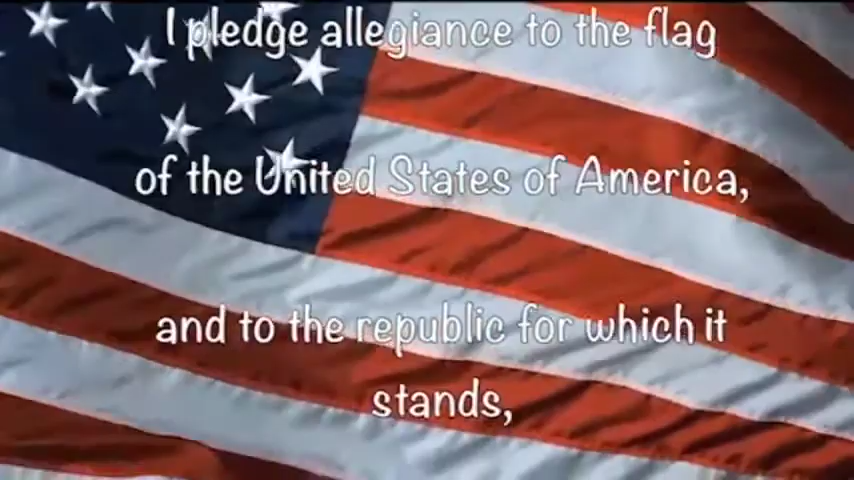 I pledge allegiance to the flag
of the United States of America,
and to the republic for which it
stands,